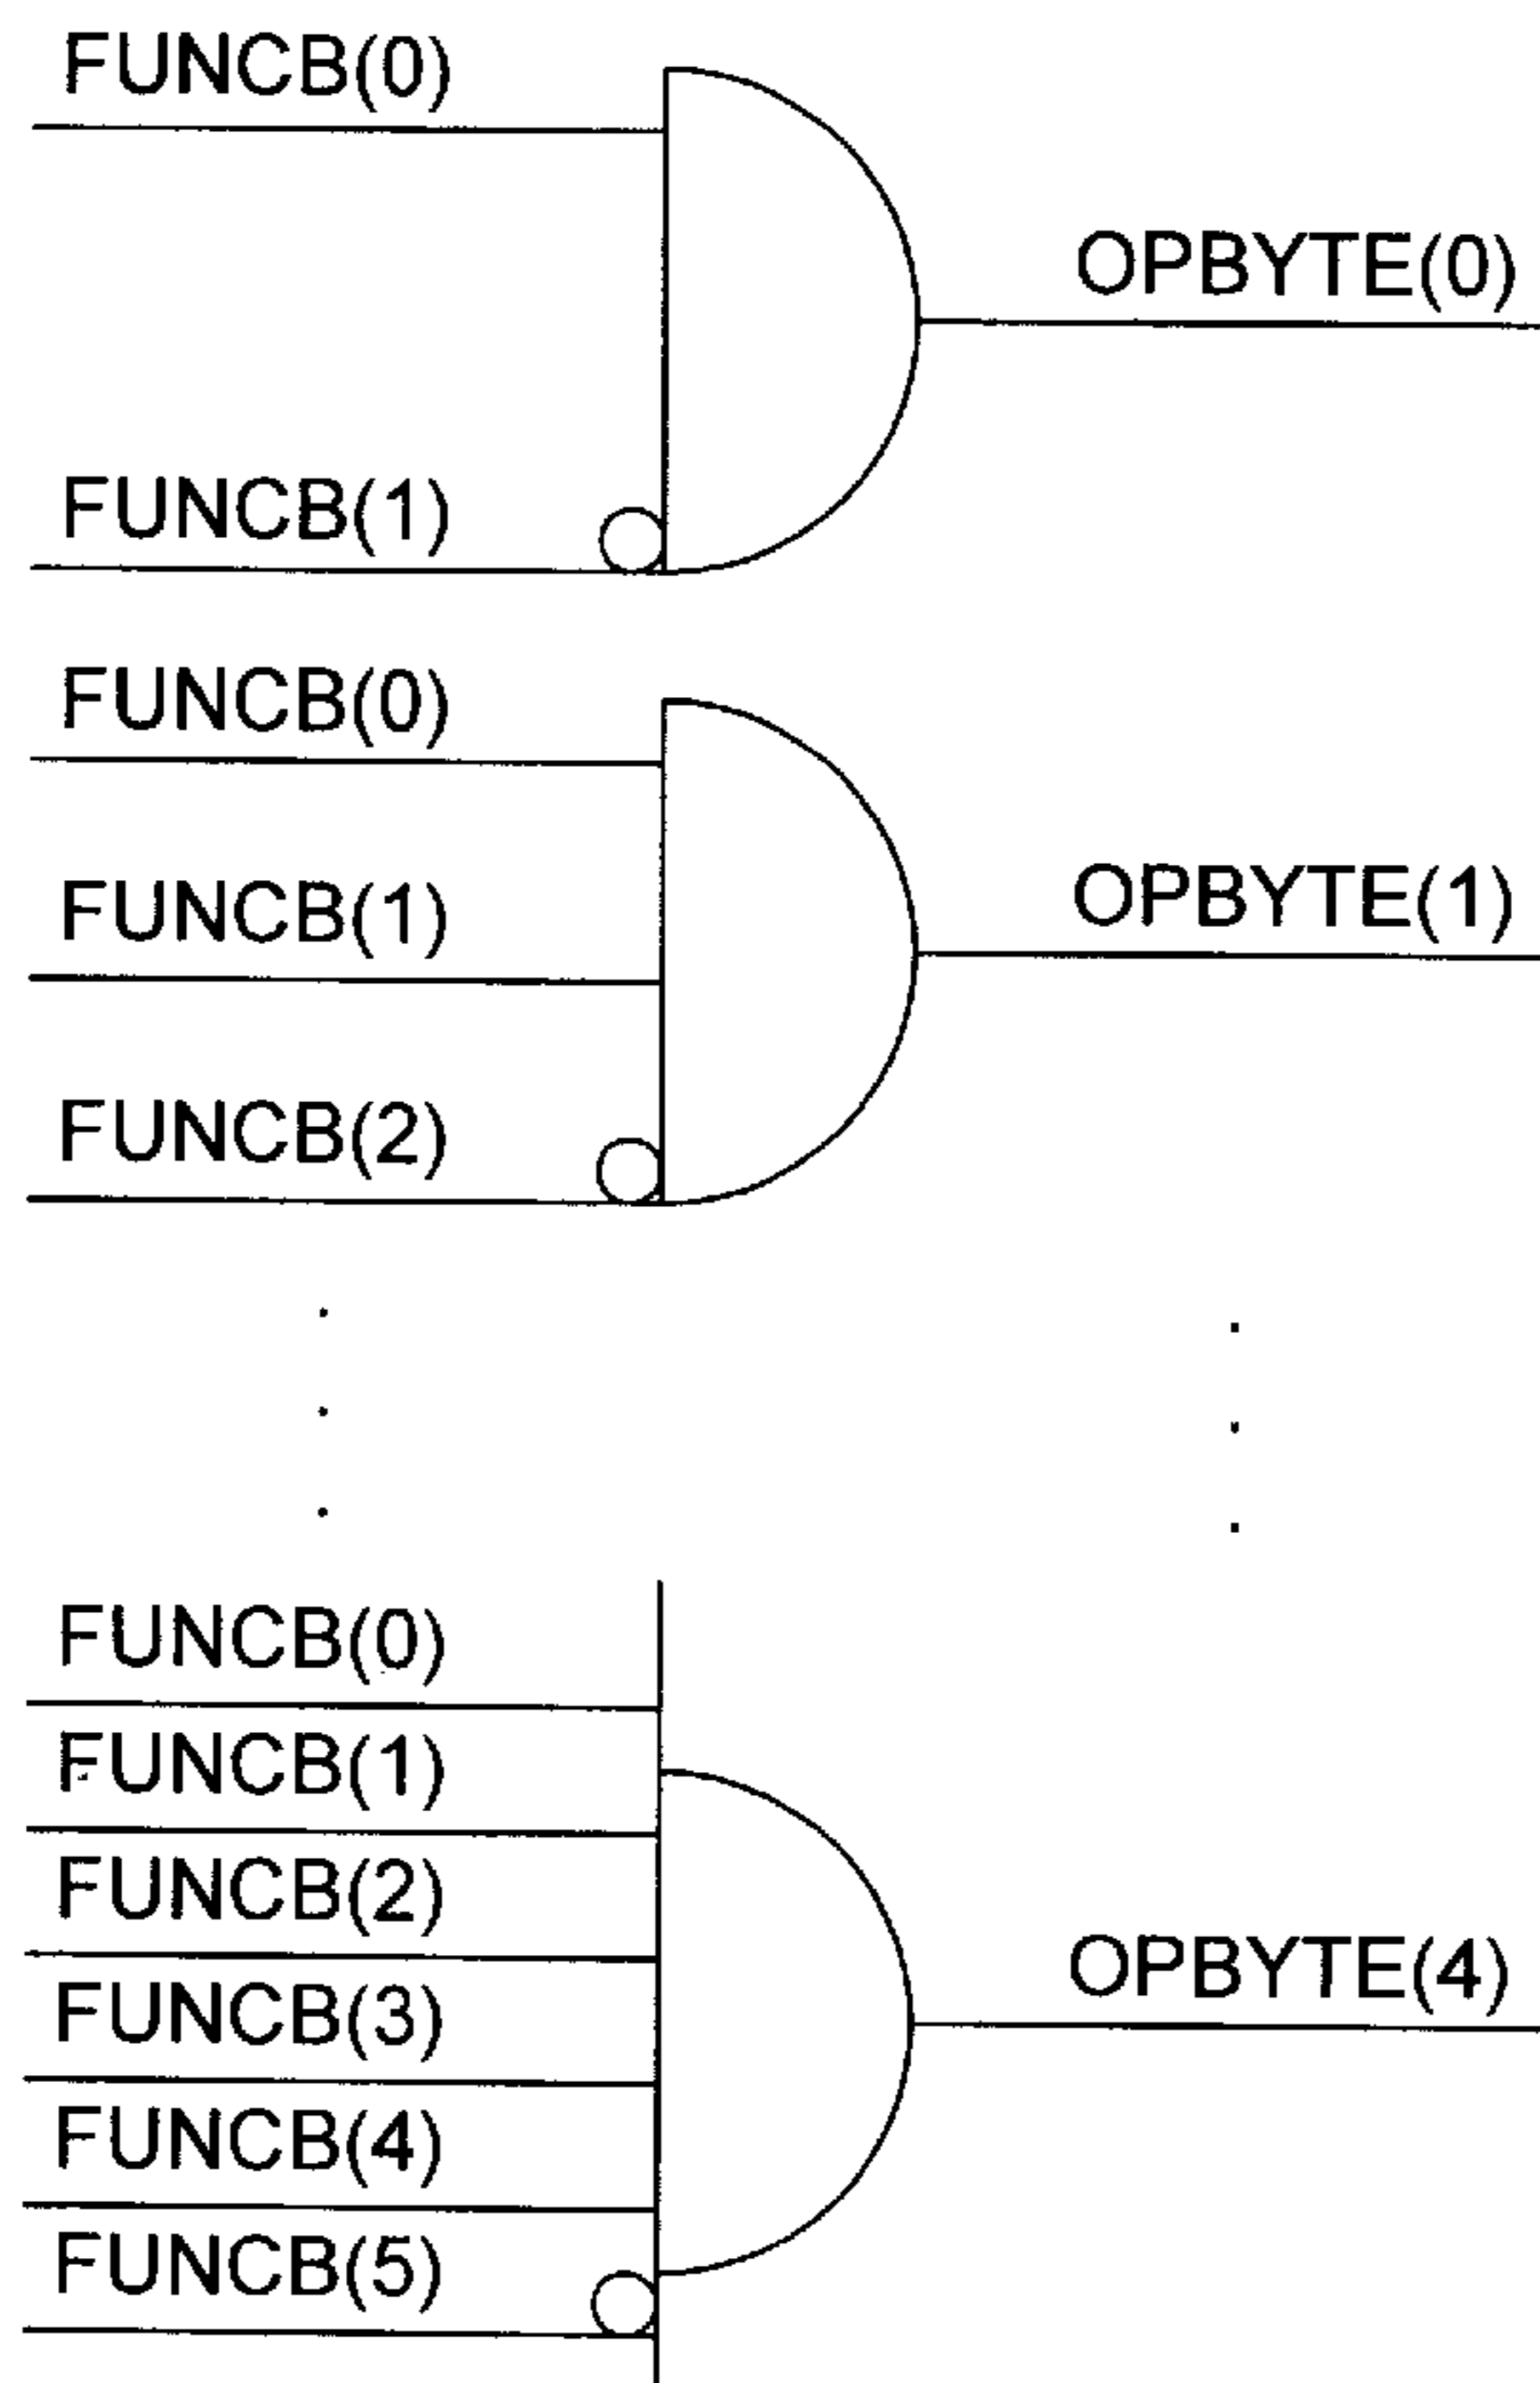 FUNCB(0)
OPBYTE(0)
FUNCB(1)
FUNCB(0)
FUNCB(1)
OPBYTE(1)
FUNCB(2)
FUNCB(0)
FUNCB(1)
FUNCB(2)
FUNCB(3)
OPBYTE(4)
FUNCB(4)
FUNCB(5)